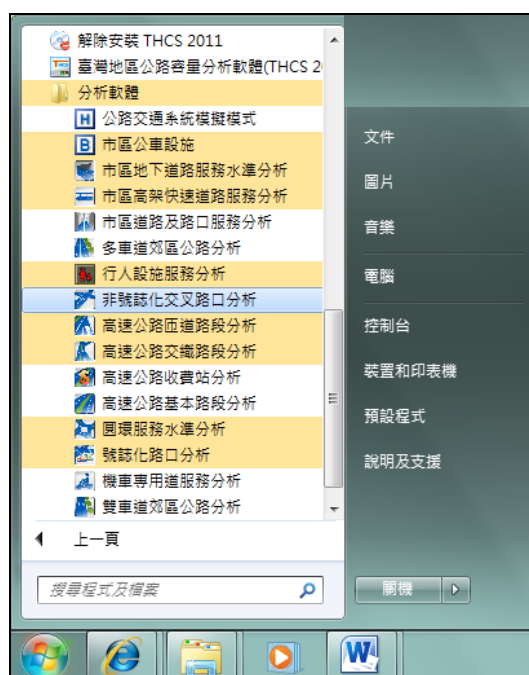 解除安裝 THCS 2011
臺灣地區公路容量分析軟體(THCS 2
分析軟體
公路交通系統模擬模式
市區公車設施
市區地下道路服務水準分析
市區高架快速道路服務分析
市區道路及路口服務分析
多車道郊區公路分析
行人設施服務分析
非號誌化交叉路口分析
高速公路匝道路段分析
高速公路交織路段分析
高速公路收費站分析
高速公路基本路段分析
圓環服務水準分析
號誌化路口分析
機車專用道服務分析
雙車道郊區公路分析
上一頁
搜尋程式及檔案
文件
圖片
音樂
電腦
控制台
裝置和印表機
預設程式
說明及支援
關機